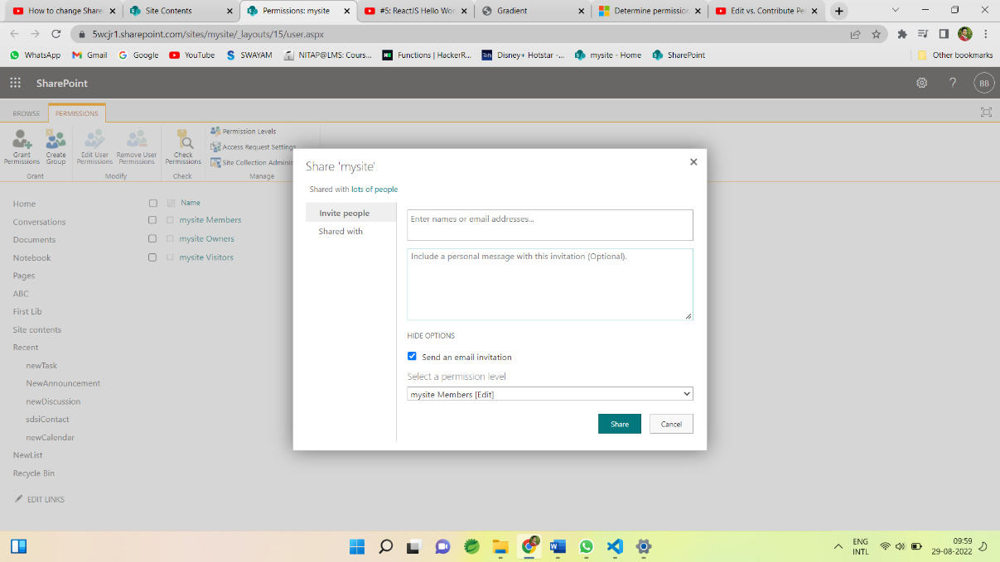 How to change Share
Site Contents
Permissions: mysite
#5: ReactJS Hello Wor
Gradient
Determine permission
Edit vs. Contribute Pe
5wcjr1.sharepoint.com/sites/mysite/_layouts/15/user.aspx
WhatsApp
Gmail
Google
YouTube
SWAYAM
NITAP@LMS: Cours...
Functions | HackerR...
Disney+ Hotstar -...
mysite - Home
SharePoint
Other bookmarks
SharePoint
BB
BROWSE
PERMISSIONS
Grant Permissions
Create Group
Edit User Permissions
Remove User Permissions
Check Permissions
Permission Levels
Access Request Settings
Site Collection Adminis
Grant
Modify
Check
Manage
Home
Conversations
Documents
Notebook
Pages
ABC
First Lib
Site contents
Recent
newTask
NewAnnouncement
newDiscussion
sdsiContact
newCalendar
NewList
Recycle Bin
EDIT LINKS
Name
mysite Members
mysite Owners
mysite Visitors
Share 'mysite'
Shared with lots of people
Invite people
Shared with
Enter names or email addresses...
Include a personal message with this invitation (Optional).
HIDE OPTIONS
Send an email invitation
Select a permission level
mysite Members [Edit]
Share
Cancel
ENG
INTL
09:59
29-08-2022